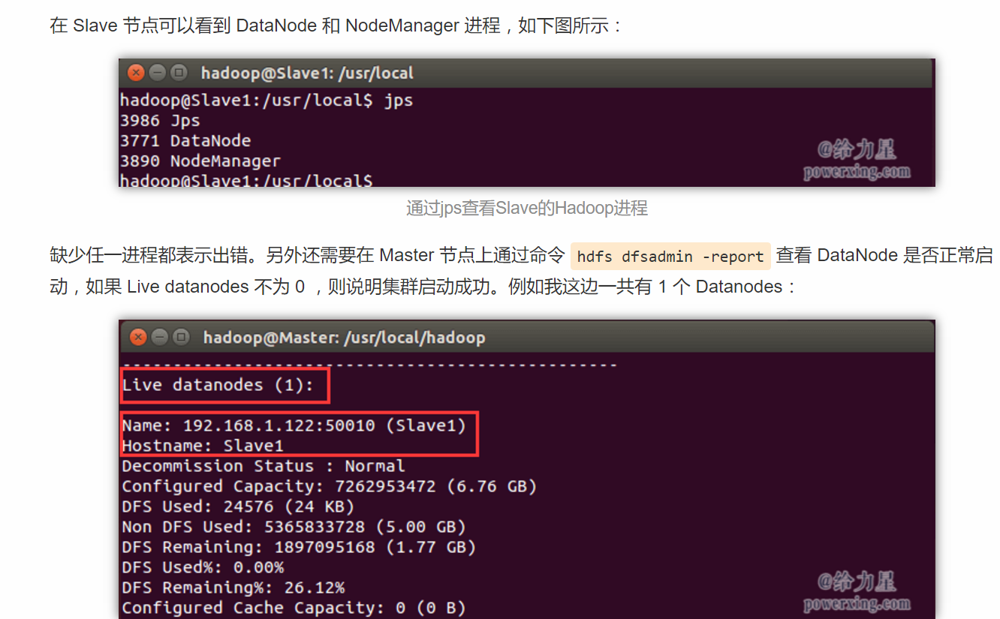 在 Slave 节点可以看到 DataNode 和 NodeManager 进程，如下图所示：
hadoop@Slave1: /usr/local
hadoop@Slave1:/usr/local$ jps
3986 Jps
3771 DataNode
3890 NodeManager
hadoop@Slave1:/usr/local$
@给力星
powerxing.com
通过jps查看Slave的Hadoop进程
缺少任一进程都表示出错。另外还需要在 Master 节点上通过命令 hdfs dfsadmin -report 查看 DataNode 是否正常启
动，如果 Live datanodes 不为 0 ，则说明集群启动成功。例如我这边一共有 1 个 Datanodes：
hadoop@Master: /usr/local/hadoop
-------------------------------------------------
Live datanodes (1):
Name: 192.168.1.122:50010 (Slave1)
Hostname: Slave1
Decommission Status : Normal
Configured Capacity: 7262953472 (6.76 GB)
DFS Used: 24576 (24 KB)
Non DFS Used: 5365833728 (5.00 GB)
DFS Remaining: 1897095168 (1.77 GB)
DFS Used%: 0.00%
DFS Remaining%: 26.12%
Configured Cache Capacity: 0 (0 B)
@给力星
powerxing.com